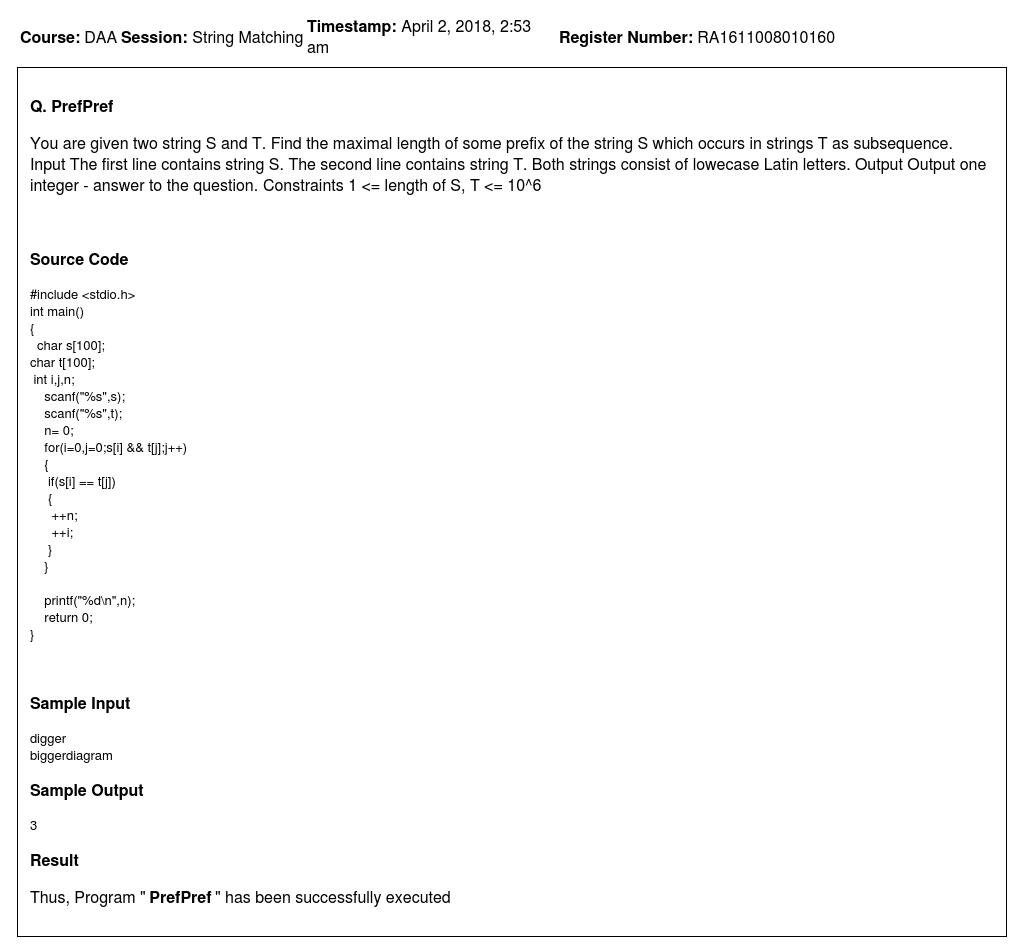 Course: DAA Session: String Matching Timestamp: April 2, 2018, 2:53 am Register Number: RA1611008010160
Q. PrefPref
You are given two string S and T. Find the maximal length of some prefix of the string S which occurs in strings T as subsequence.
Input The first line contains string S. The second line contains string T. Both strings consist of lowecase Latin letters. Output Output one
integer - answer to the question. Constraints 1 <= length of S, T <= 10^6
Source Code
#include <stdio.h>
int main()
{
  char s[100];
char t[100];
 int i,j,n;
    scanf("%s",s);
    scanf("%s",t);
    n= 0;
    for(i=0,j=0;s[i] && t[j];j++)
    {
     if(s[i] == t[j])
     {
      ++n;
      ++i;
     }
    }
    printf("%d\n",n);
    return 0;
}
Sample Input
digger
biggerdiagram
Sample Output
3
Result
Thus, Program " PrefPref " has been successfully executed